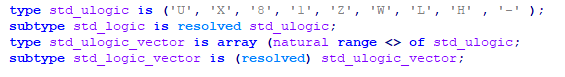 type std_ulogic is ('U', 'X', '8', '1', 'Z', 'W', 'L', 'H' , '-' );
subtype std_logic is resolved std_ulogic;
type std_ulogic_vector is array (natural range <> of std_ulogic;
subtype std_logic_vector is (resolved) std_ulogic_vector;